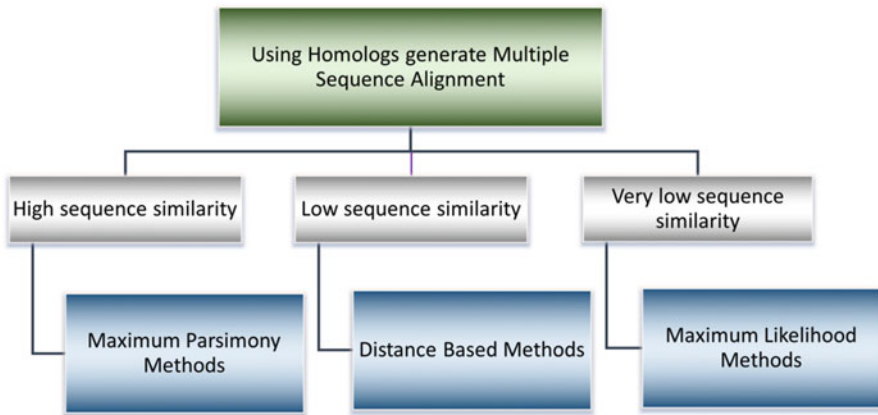 Using Homologs generate Multiple
Sequence Alignment
High sequence similarity
Low sequence similarity
Very low sequence
similarity
Maximum Parsimony
Methods
Distance Based Methods
Maximum Likelihood
Methods